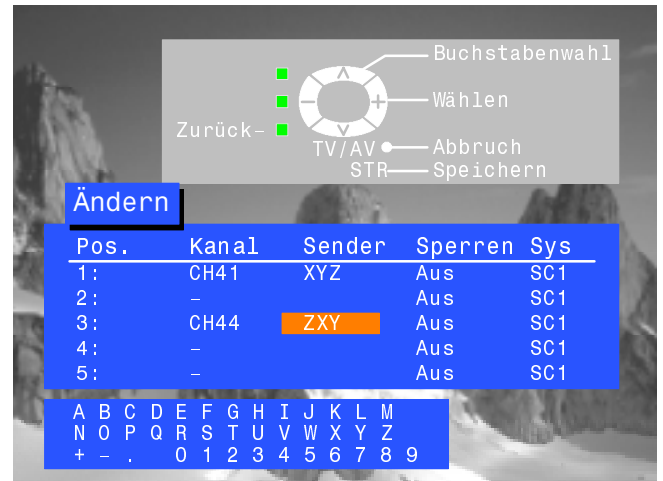 Buchstabenwahl
Wählen
Zurück–
TV/AV Abbruch
STR Speichern
Ändern
Pos. Kanal Sender Sperren Sys
1: CH41 XYZ Aus SC1
2: – Aus SC1
3: CH44 ZXY Aus SC1
4: – Aus SC1
5: – Aus SC1
A B C D E F G H I J K L M
N O P Q R S T U V W X Y Z
+ – . 0 1 2 3 4 5 6 7 8 9